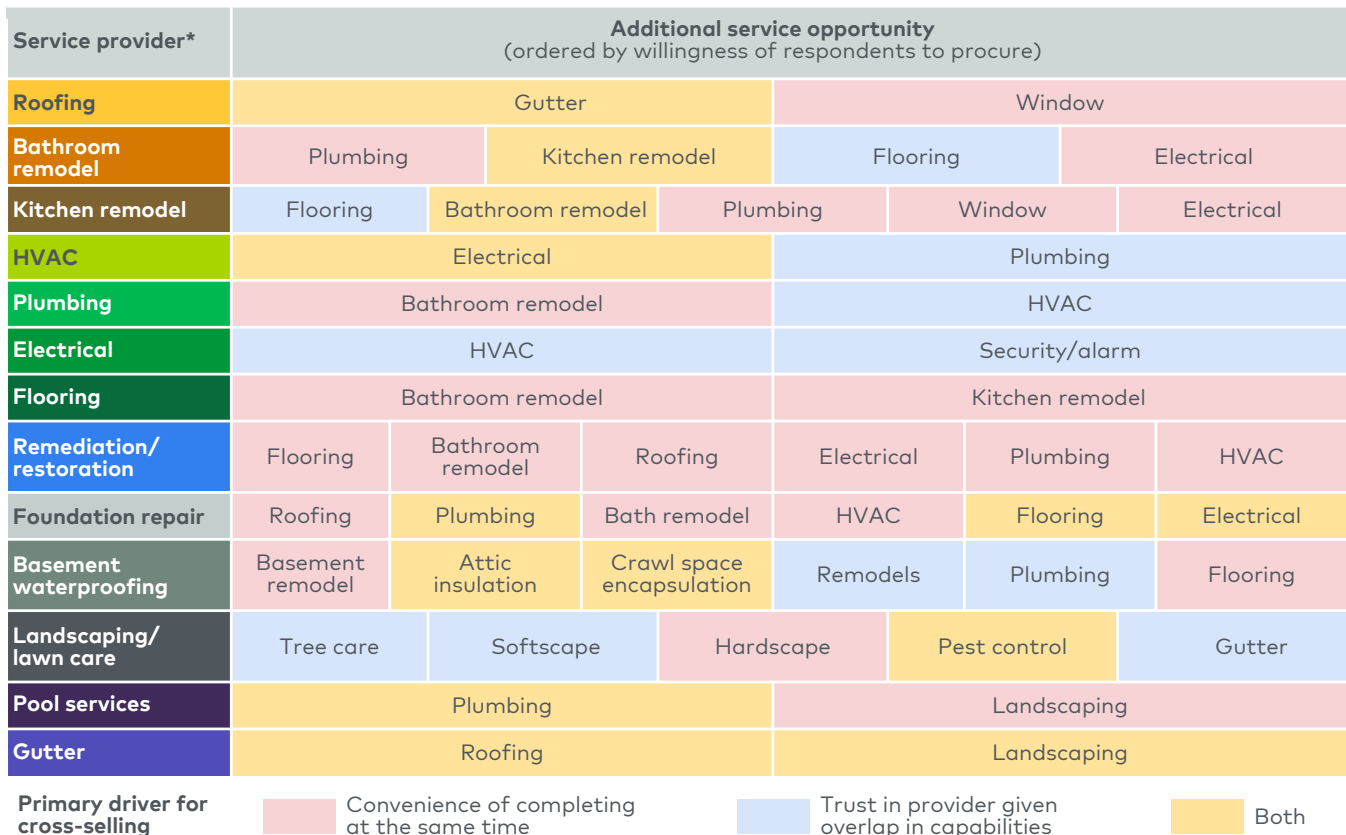 Service provider*
Additional service opportunity
(ordered by willingness of respondents to procure)
Roofing
Gutter
Window
Bathroom
remodel
Plumbing
Kitchen remodel
Flooring
Electrical
Kitchen remodel
Flooring
Bathroom remodel
Plumbing
Window
Electrical
HVAC
Electrical
Plumbing
Plumbing
Bathroom remodel
HVAC
Electrical
HVAC
Security/alarm
Flooring
Bathroom remodel
Kitchen remodel
Remediation/
restoration
Flooring
Bathroom
remodel
Roofing
Electrical
Plumbing
HVAC
Foundation repair
Roofing
Plumbing
Bath remodel
HVAC
Flooring
Electrical
Basement
waterproofing
Basement
remodel
Attic
insulation
Crawl space
encapsulation
Remodels
Plumbing
Flooring
Landscaping/
lawn care
Tree care
Softscape
Hardscape
Pest control
Gutter
Pool services
Plumbing
Landscaping
Gutter
Roofing
Landscaping
Primary driver for
cross-selling
Convenience of completing
at the same time
Trust in provider given
overlap in capabilities
Both